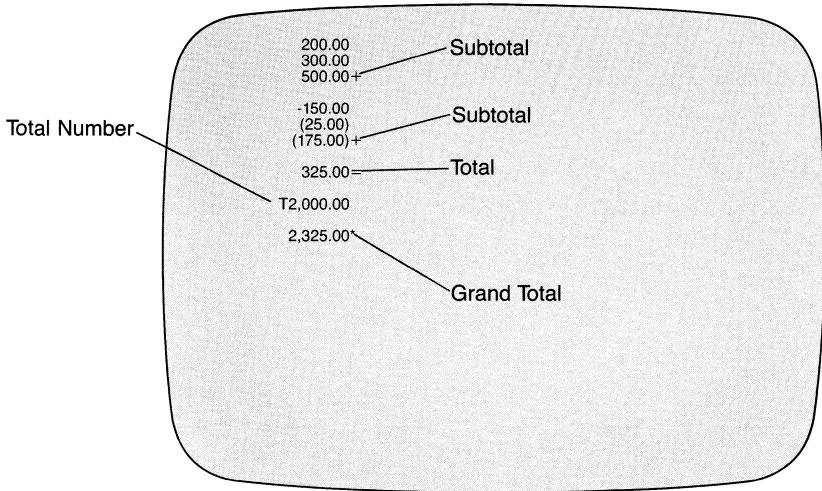 200.00
300.00
500.00+ Subtotal
-150.00
(25.00)
(175.00)+ Subtotal
Total Number
325.00= Total
T2,000.00
2,325.00*
Grand Total